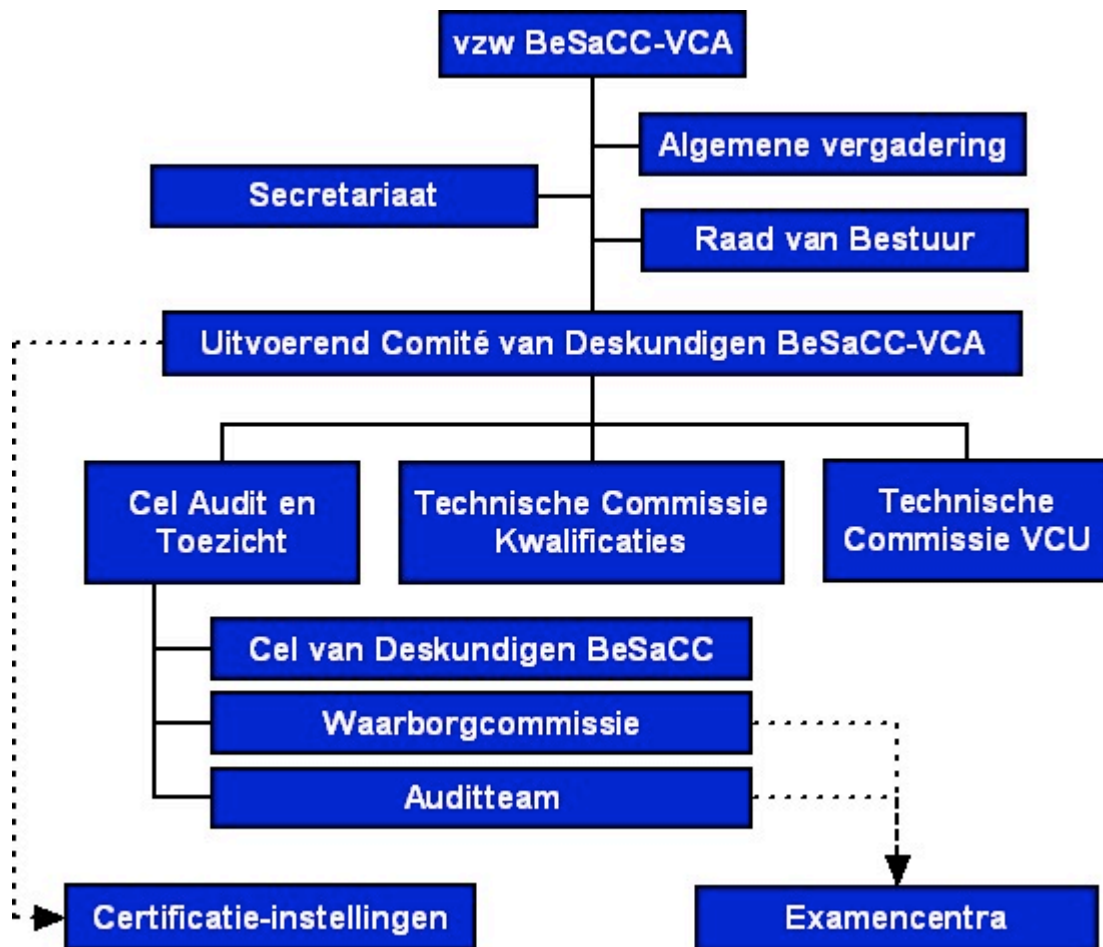 vzw BeSaCC-VCA
Algemene vergadering
Secretariaat
Raad van Bestuur
Uitvoerend Comité van Deskundigen BeSaCC-VCA
Cel Audit en
Toezicht
Technische Commissie
Kwalificaties
Technische
Commissie VCU
Cel van Deskundigen BeSaCC
Waarborgcommissie
Auditteam
Certificatie-instellingen
Examencentra